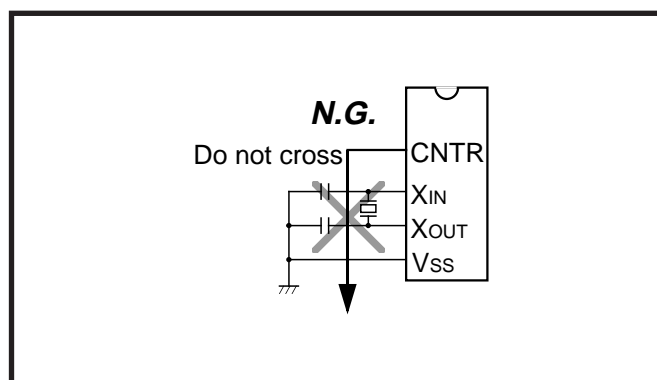 N.G.
Do not cross
CNTR
XIN
XOUT
VSS